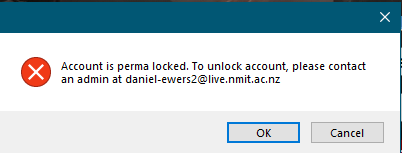 Account is perma locked. To unlock account, please contact
an admin at daniel-ewers2@live.nmit.ac.nz
OK
Cancel